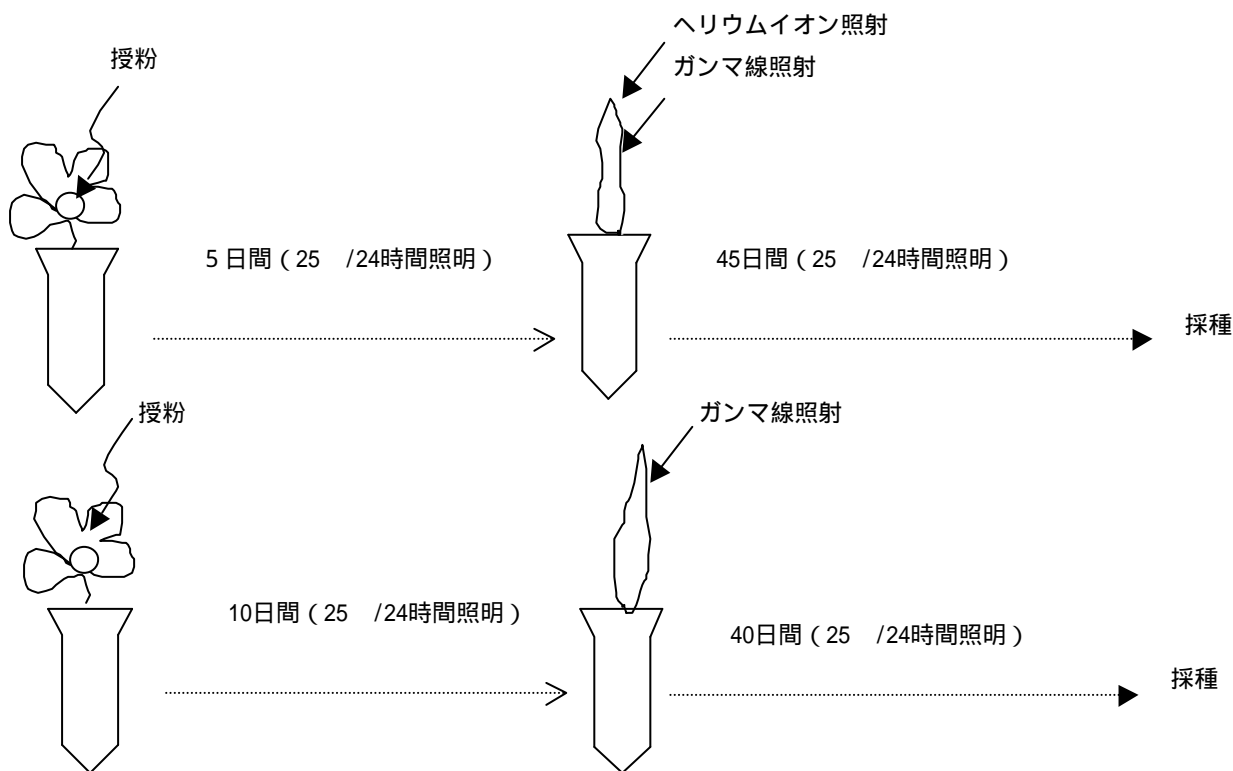 ヘリウムイオン照射
授粉
ガンマ線照射
5日間(25 /24時間照明)
45日間(25 /24時間照明)
採種
授粉
ガンマ線照射
10日間(25 /24時間照明)
40日間(25 /24時間照明)
採種